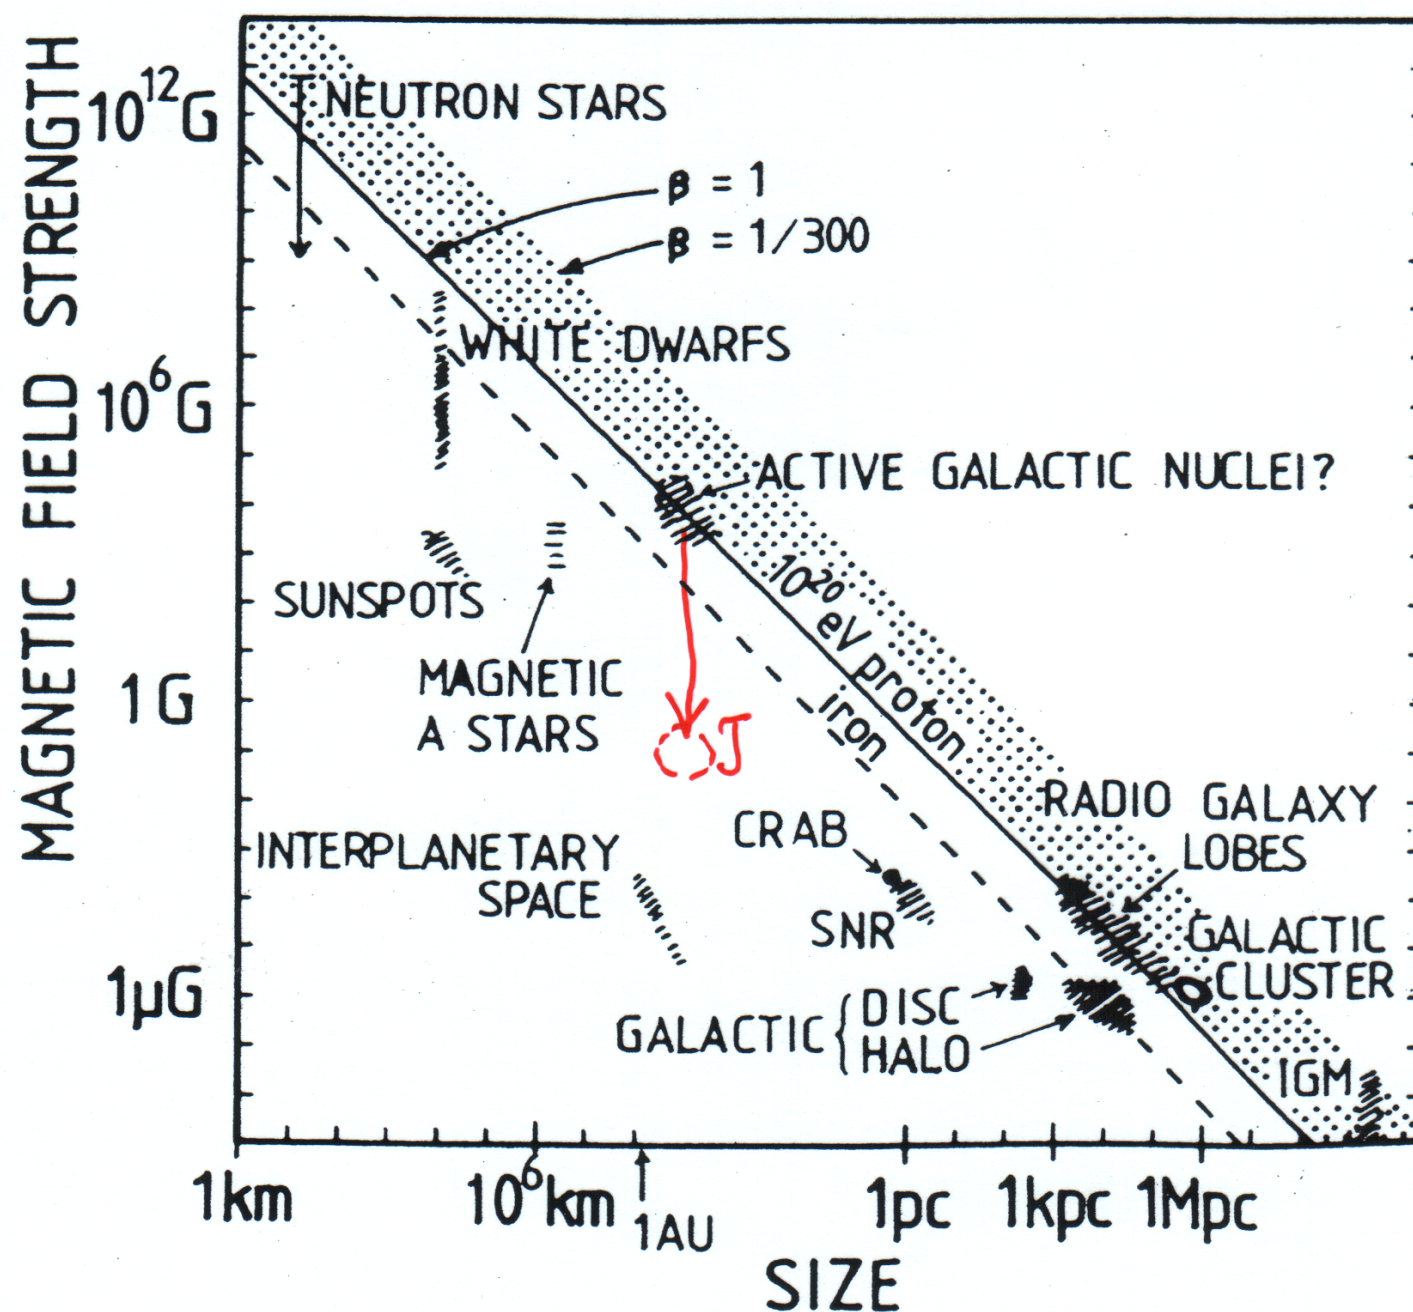 MAGNETIC FIELD STRENGTH
10¹²G
10⁶G
1G
1µG
NEUTRON STARS
β = 1
β = 1/300
WHITE DWARFS
ACTIVE GALACTIC NUCLEI?
10²⁰ eV proton
iron
SUNSPOTS
MAGNETIC
A STARS
J
CRAB
RADIO GALAXY
LOBES
INTERPLANETARY
SPACE
SNR
GALACTIC
CLUSTER
GALACTIC { DISC
HALO
IGM
1km
10⁶km
1AU
1pc
1kpc
1Mpc
SIZE